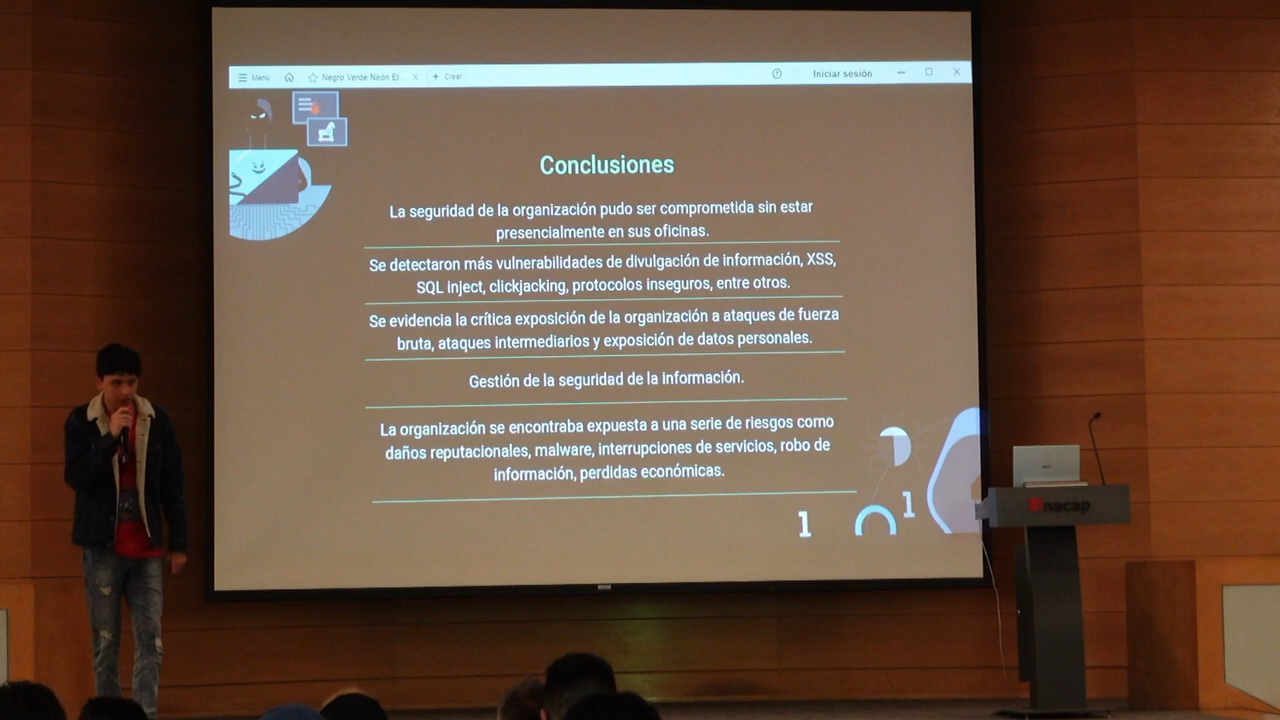 Menu
Negro Verde Neón El...
Crear
Iniciar sesión
Conclusiones
La seguridad de la organización pudo ser comprometida sin estar
presencialmente en sus oficinas.
Se detectaron más vulnerabilidades de divulgación de información, XSS,
SQL inject, clickjacking, protocolos inseguros, entre otros.
Se evidencia la crítica exposición de la organización a ataques de fuerza
bruta, ataques intermediarios y exposición de datos personales.
Gestión de la seguridad de la información.
La organización se encontraba expuesta a una serie de riesgos como
daños reputacionales, malware, interrupciones de servicios, robo de
información, perdidas económicas.
1
1
inacap